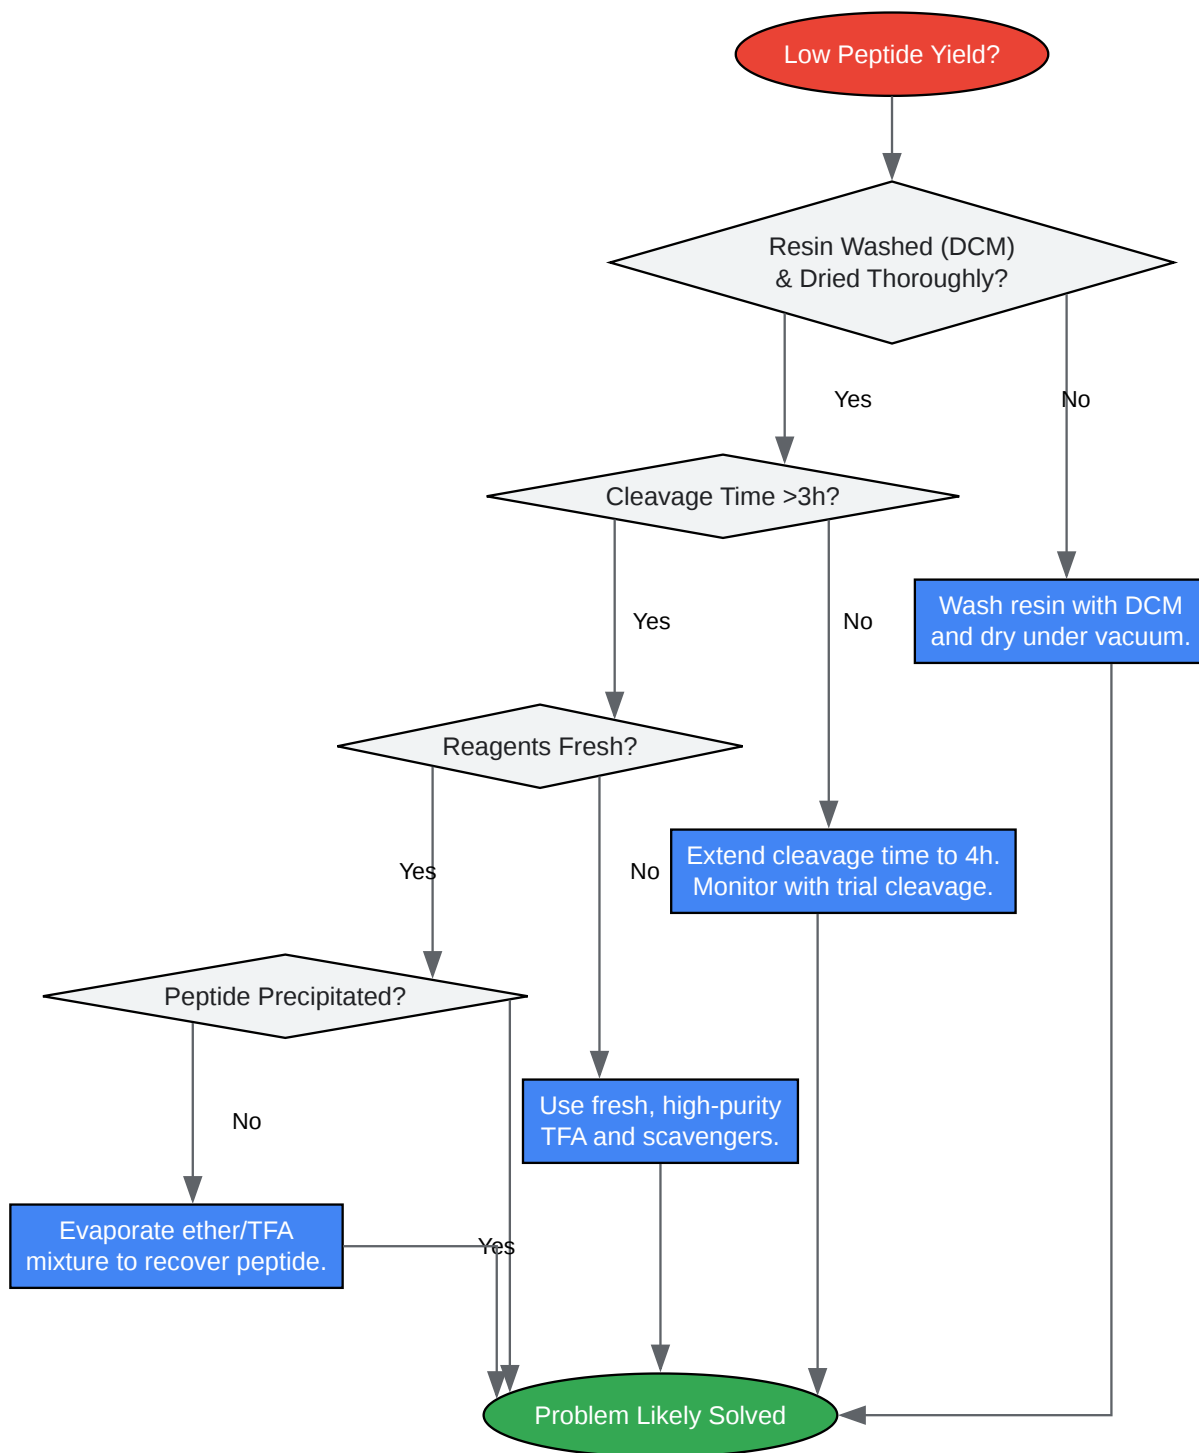 Low Peptide Yield?
Resin Washed (DCM)
& Dried Thoroughly?
Yes
No
Cleavage Time >3h?
Wash resin with DCM
and dry under vacuum.
Yes
No
Reagents Fresh?
Extend cleavage time to 4h.
Monitor with trial cleavage.
Yes
No
Peptide Precipitated?
Use fresh, high-purity
TFA and scavengers.
No
Evaporate ether/TFA
mixture to recover peptide.
Yes
Problem Likely Solved